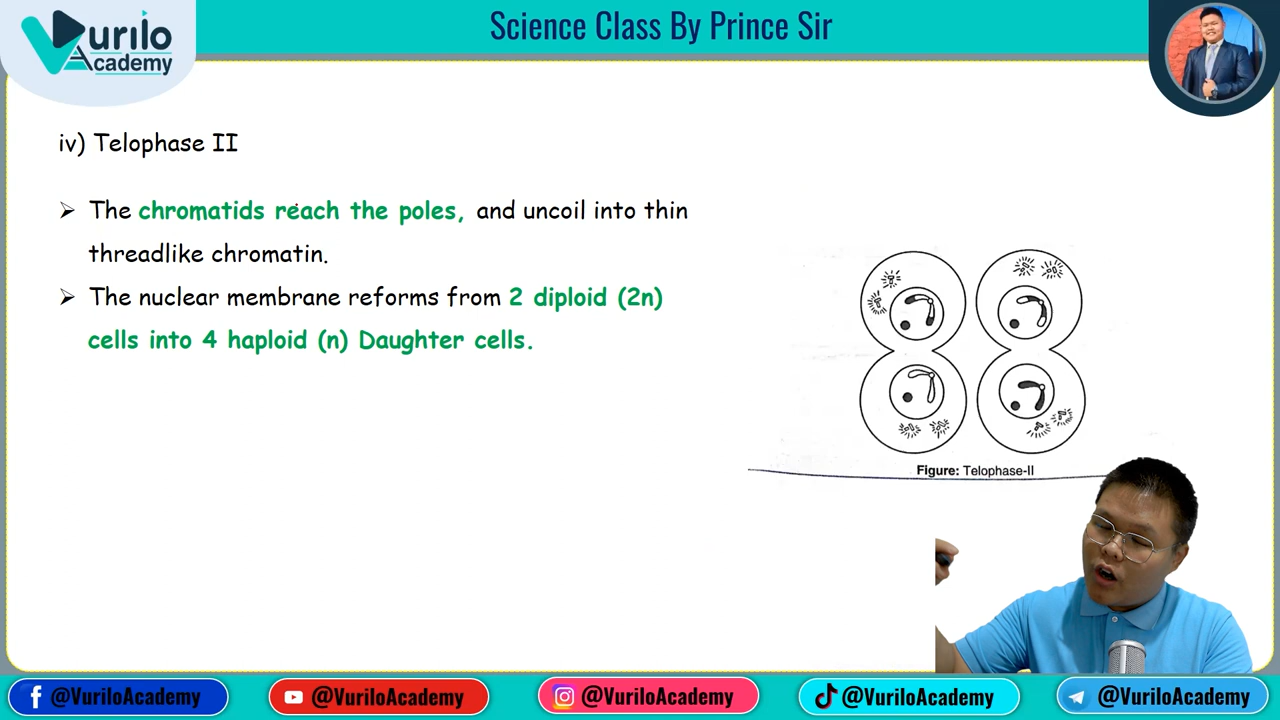 Vurilo
Academy
Science Class By Prince Sir
iv) Telophase II
➢ The chromatids reach the poles, and uncoil into thin
threadlike chromatin.
➢ The nuclear membrane reforms from 2 diploid (2n)
cells into 4 haploid (n) Daughter cells.
Figure: Telophase-II
@VuriloAcademy
@VuriloAcademy
@VuriloAcademy
@VuriloAcademy
@VuriloAcademy